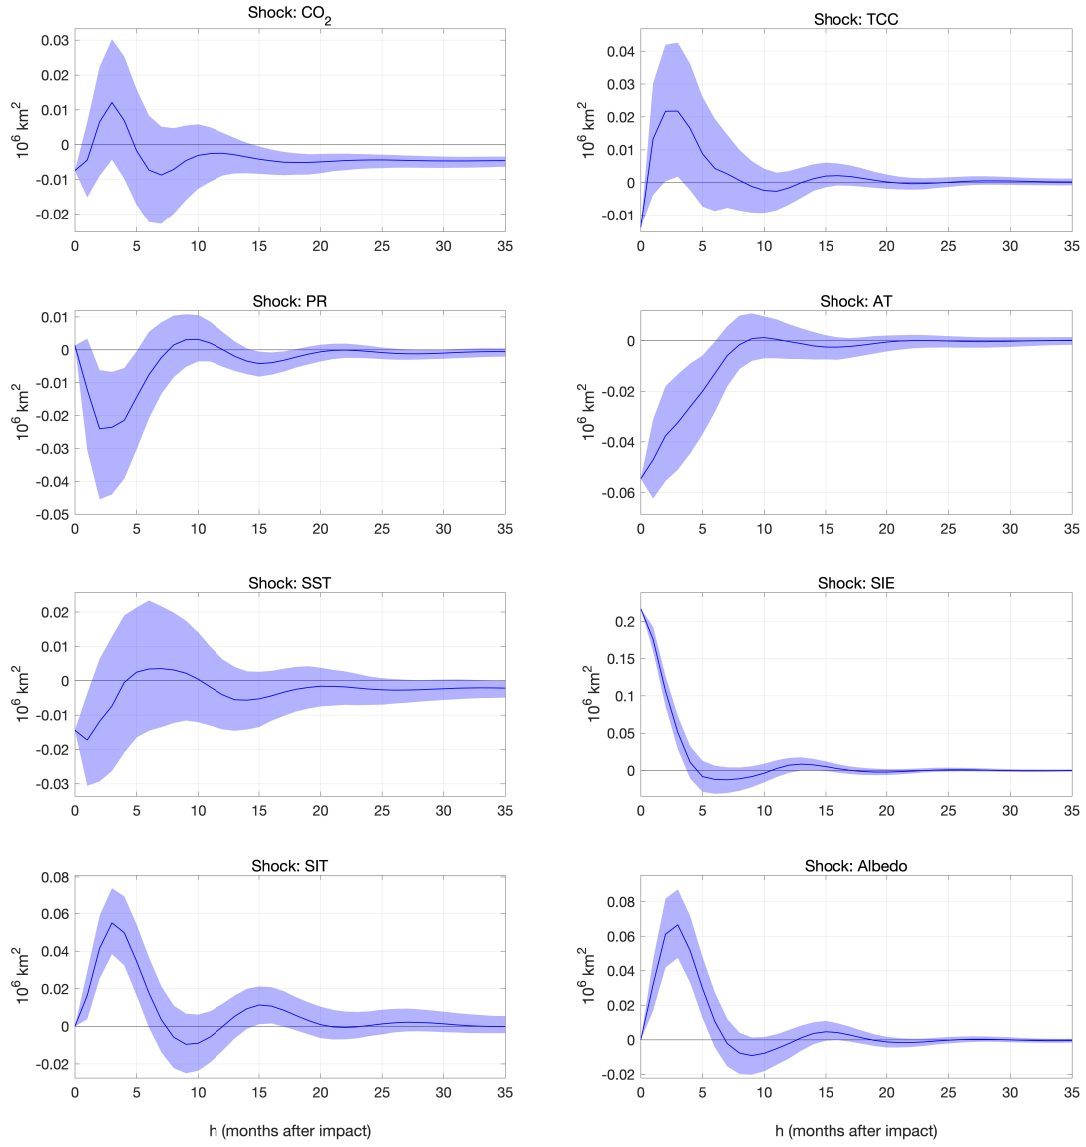 Shock: CO2
10^6 km^2
0.03
0.02
0.01
0
-0.01
-0.02
0 5 10 15 20 25 30 35
Shock: TCC
10^6 km^2
0.04
0.03
0.02
0.01
0
-0.01
0 5 10 15 20 25 30 35
Shock: PR
10^6 km^2
0.01
0
-0.01
-0.02
-0.03
-0.04
-0.05
0 5 10 15 20 25 30 35
Shock: AT
10^6 km^2
0
-0.02
-0.04
-0.06
0 5 10 15 20 25 30 35
Shock: SST
10^6 km^2
0.02
0.01
0
-0.01
-0.02
-0.03
0 5 10 15 20 25 30 35
Shock: SIE
10^6 km^2
0.2
0.15
0.1
0.05
0
0 5 10 15 20 25 30 35
Shock: SIT
10^6 km^2
0.08
0.06
0.04
0.02
0
-0.02
0 5 10 15 20 25 30 35
h (months after impact)
Shock: Albedo
10^6 km^2
0.08
0.06
0.04
0.02
0
-0.02
0 5 10 15 20 25 30 35
h (months after impact)